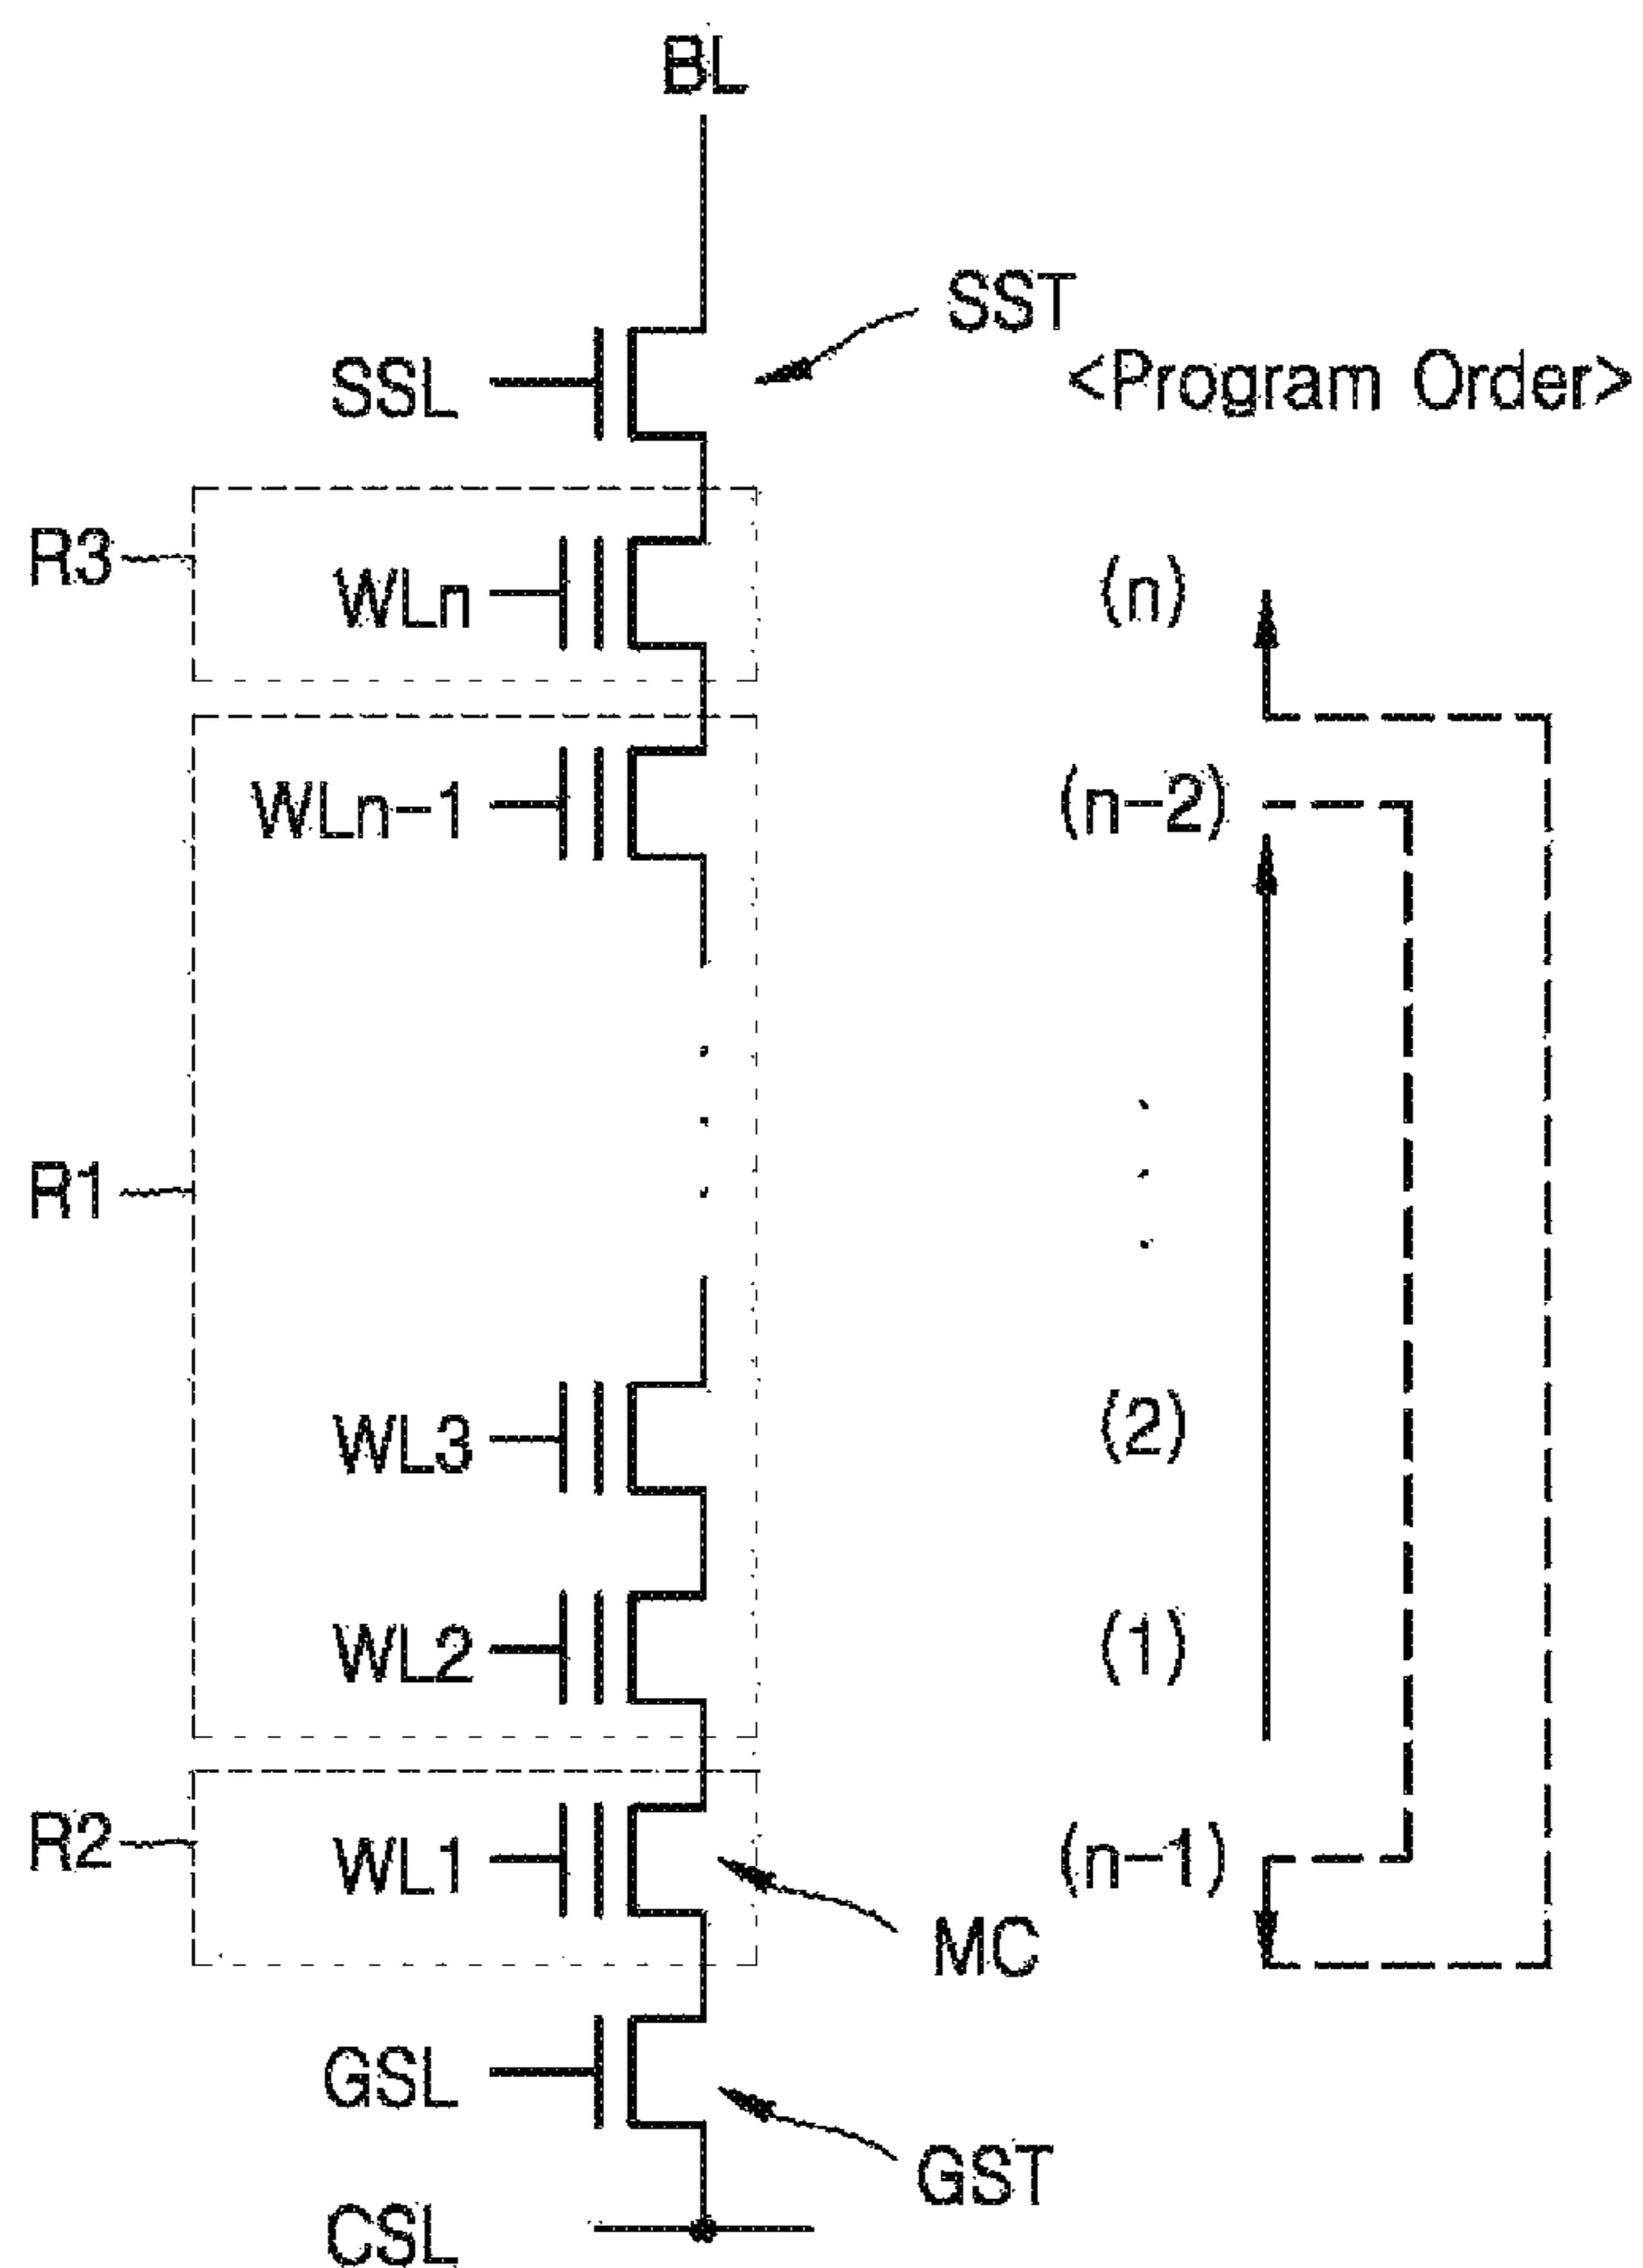 BL
SST
SSL
<Program Order>
R3
WLn
(n)
WLn-1
(n-2)
R1
WL3
(2)
WL2
(1)
R2
WL1
(n-1)
MC
GSL
GST
CSL